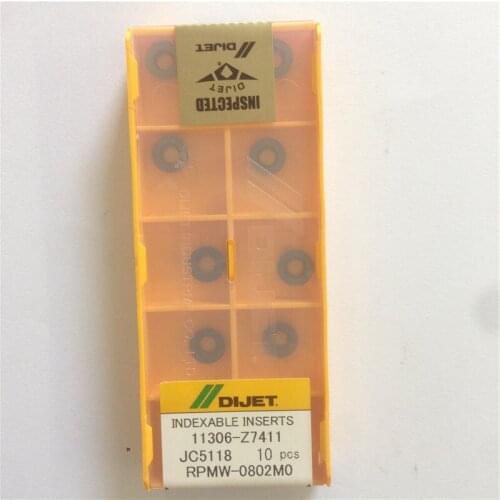 DIJET
DIJET
INSPECTED
DIJET
INDEXABLE INSERTS
11306-Z7411
JC5118 10 pcs
RPMW-0802M0